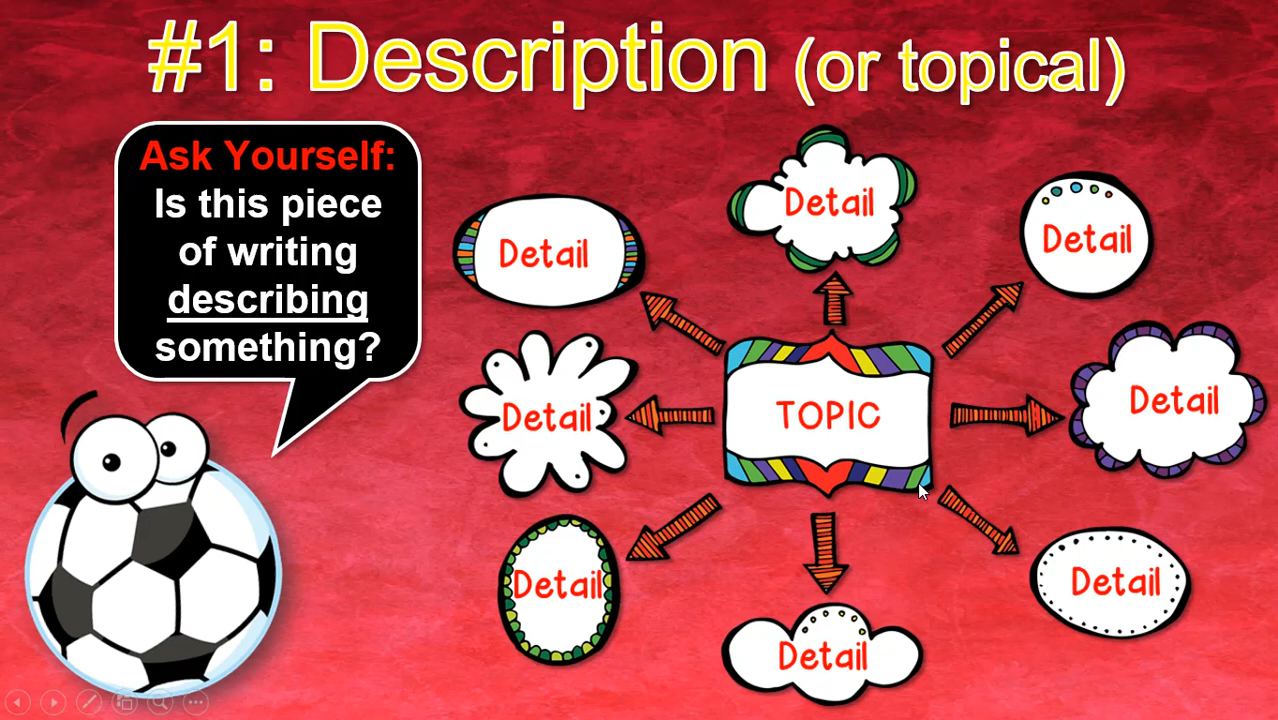 #1: Description (or topical)
Ask Yourself:
Is this piece
of writing
describing
something?
Detail
Detail
Detail
Detail
TOPIC
Detail
Detail
Detail
Detail